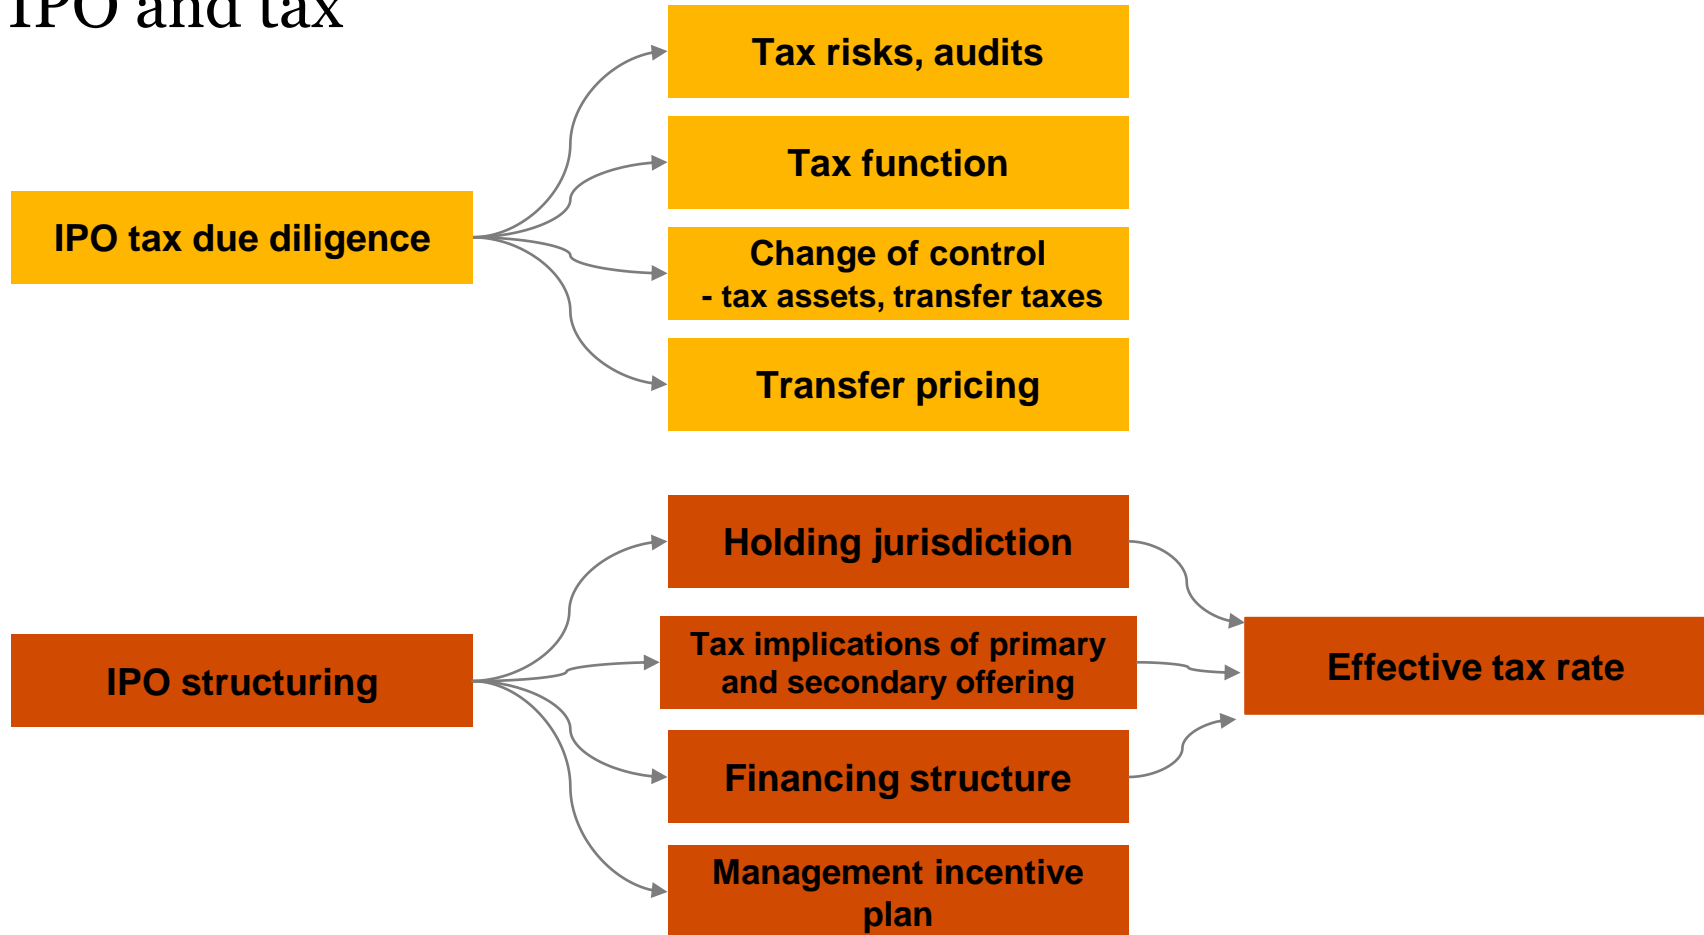 IPO and tax
Tax risks, audits
Tax function
IPO tax due diligence
Change of control
- tax assets, transfer taxes
Transfer pricing
Holding jurisdiction
Tax implications of primary
and secondary offering
IPO structuring
Effective tax rate
Financing structure
Management incentive
plan